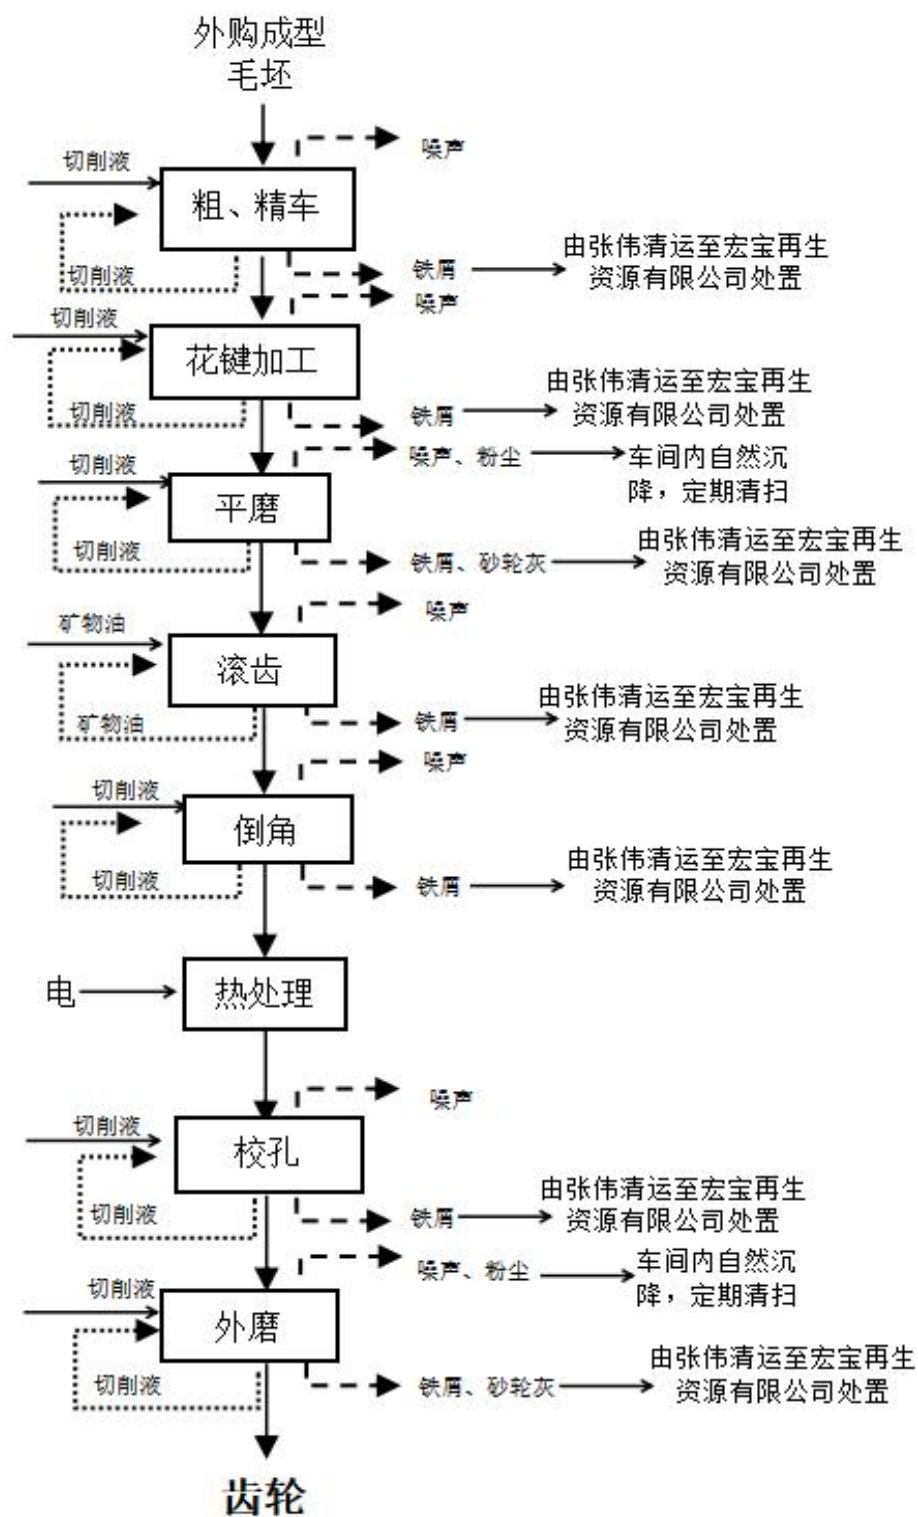 外购成型
毛坯
噪声
切削液
粗、精车
切削液
铁屑
由张伟清运至宏宝再生
资源有限公司处置
噪声
切削液
花键加工
切削液
铁屑
由张伟清运至宏宝再生
资源有限公司处置
噪声、粉尘
车间内自然沉
降，定期清扫
切削液
平磨
切削液
铁屑、砂轮灰
由张伟清运至宏宝再生
资源有限公司处置
噪声
矿物油
滚齿
矿物油
铁屑
由张伟清运至宏宝再生
资源有限公司处置
噪声
切削液
倒角
切削液
铁屑
由张伟清运至宏宝再生
资源有限公司处置
电
热处理
噪声
切削液
校孔
切削液
铁屑
由张伟清运至宏宝再生
资源有限公司处置
噪声、粉尘
车间内自然沉
降，定期清扫
切削液
外磨
切削液
铁屑、砂轮灰
由张伟清运至宏宝再生
资源有限公司处置
齿轮